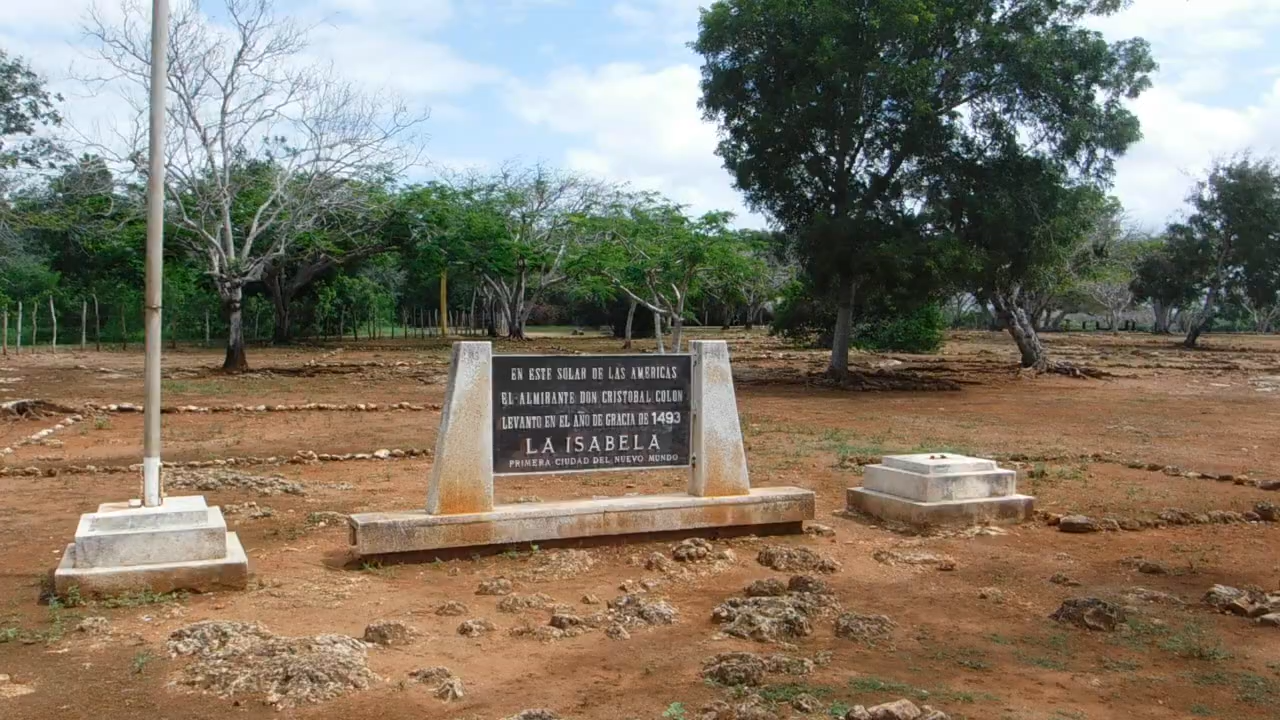 EN ESTE SOLAR DE LAS AMERICAS
EL ALMIRANTE DON CRISTOBAL COLON
LEVANTO EN EL AÑO DE GRACIA DE 1493
LA ISABELA
PRIMERA CIUDAD DEL NUEVO MUNDO